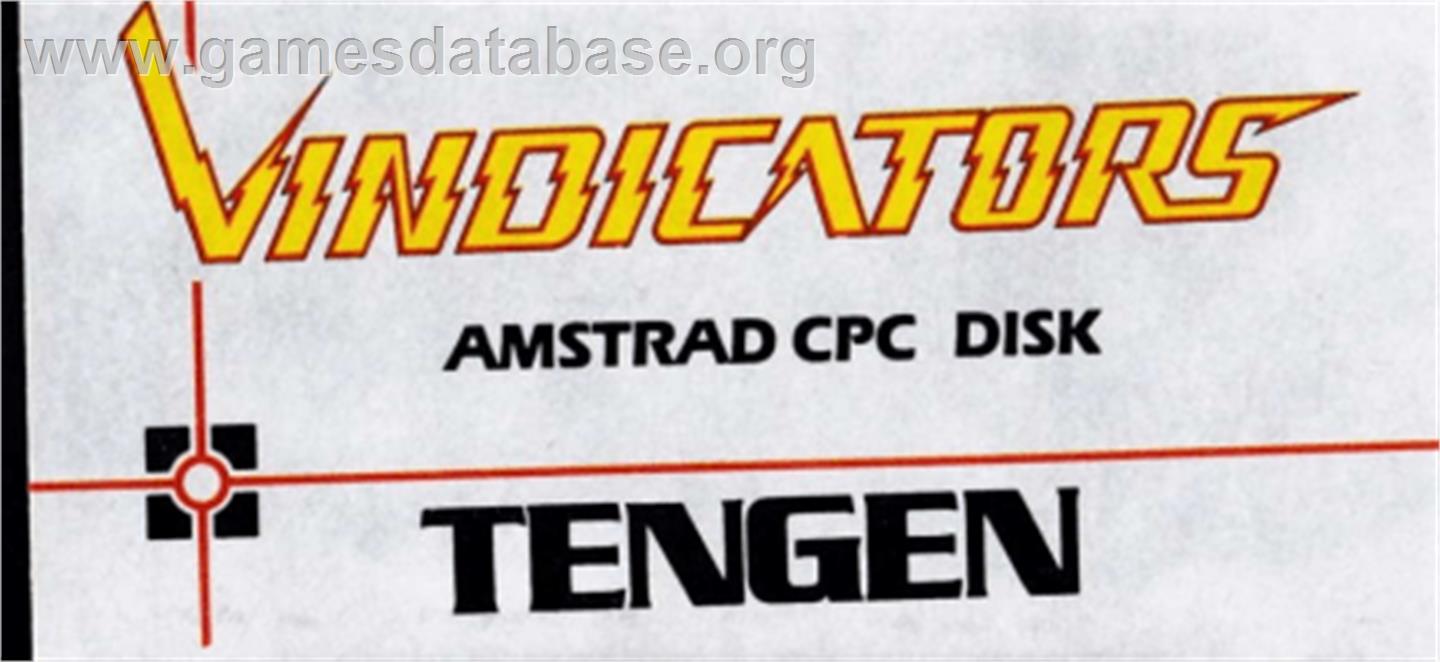 www.gamesdatabase.org
VINDICATORS
AMSTRAD CPC DISK
TENGEN